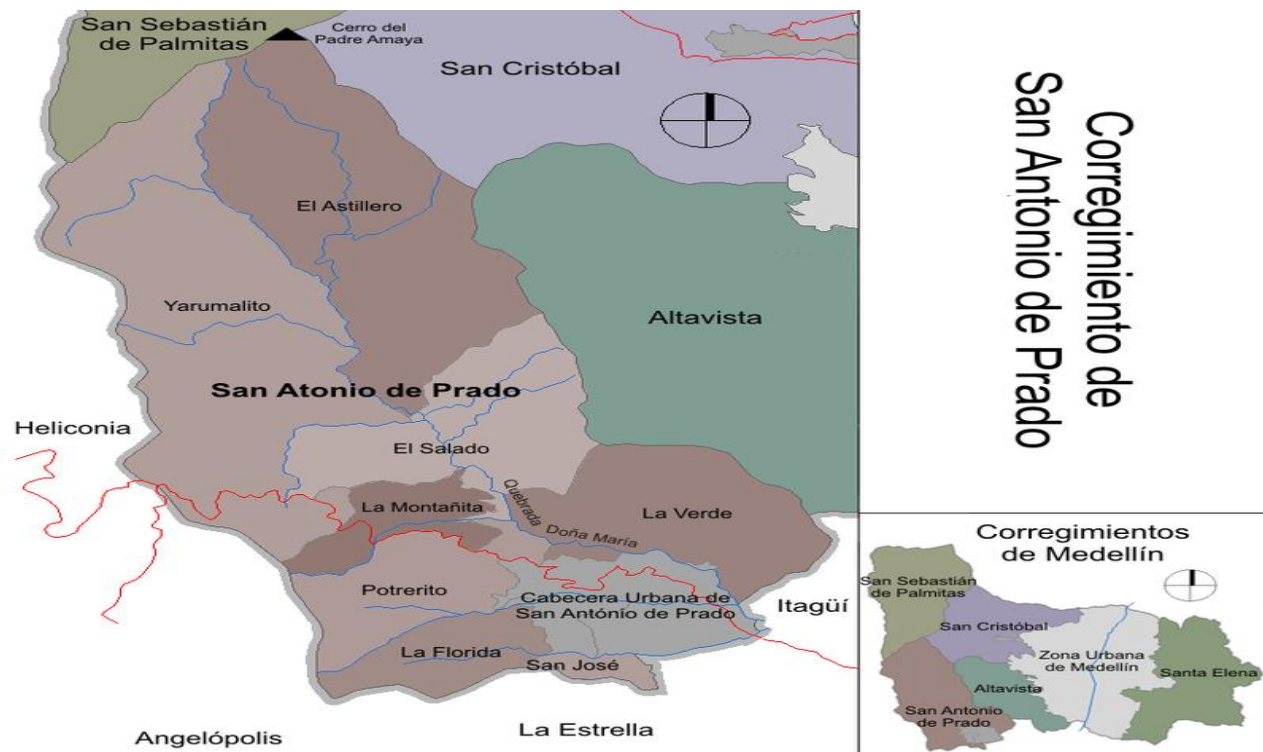 San Sebastián
de Palmitas
Cerro del
Padre Amaya
San Cristóbal
El Astillero
Yarumalito
Altavista
San Atonio de Prado
Heliconia
El Salado
La Montañita
Quebrada Doña María
La Verde
Potrerito
Cabecera Urbana de
San António de Prado
Itagüí
La Florida
San José
La Estrella
Angelópolis
Corregimiento de
San Antonio de Prado
Corregimientos
de Medellín
San Sebastián
de Palmitas
San Cristóbal
Zona Urbana
de Medellín
Santa Elena
Altavista
San Antonio
de Prado